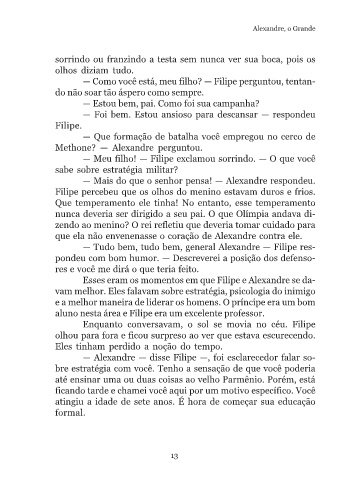 Alexandre, o Grande
sorrindo ou franzindo a testa sem nunca ver sua boca, pois os
olhos diziam tudo.
— Como você está, meu filho? — Filipe perguntou, tentan-
do não soar tão áspero como sempre.
— Estou bem, pai. Como foi sua campanha?
— Foi bem. Estou ansioso para descansar — respondeu
Filipe.
— Que formação de batalha você empregou no cerco de
Methone? — Alexandre perguntou.
— Meu filho! — Filipe exclamou sorrindo. — O que você
sabe sobre estratégia militar?
— Mais do que o senhor pensa! — Alexandre respondeu.
Filipe percebeu que os olhos do menino estavam duros e frios.
Que temperamento ele tinha! No entanto, esse temperamento
nunca deveria ser dirigido a seu pai. O que Olímpia andava di-
zendo ao menino? O rei refletiu que deveria tomar cuidado para
que ela não envenenasse o coração de Alexandre contra ele.
— Tudo bem, tudo bem, general Alexandre — Filipe res-
pondeu com bom humor. — Descreverei a posição dos defenso-
res e você me dirá o que teria feito.
Esses eram os momentos em que Filipe e Alexandre se da-
vam melhor. Eles falavam sobre estratégia, psicologia do inimigo
e a melhor maneira de liderar os homens. O príncipe era um bom
aluno nesta área e Filipe era um excelente professor.
Enquanto conversavam, o sol se movia no céu. Filipe
olhou para fora e ficou surpreso ao ver que estava escurecendo.
Eles tinham perdido a noção do tempo.
— Alexandre — disse Filipe —, foi esclarecedor falar so-
bre estratégia com você. Tenho a sensação de que você poderia
até ensinar uma ou duas coisas ao velho Parmênio. Porém, está
ficando tarde e chamei você aqui por um motivo específico. Você
atingiu a idade de sete anos. É hora de começar sua educação
formal.
13